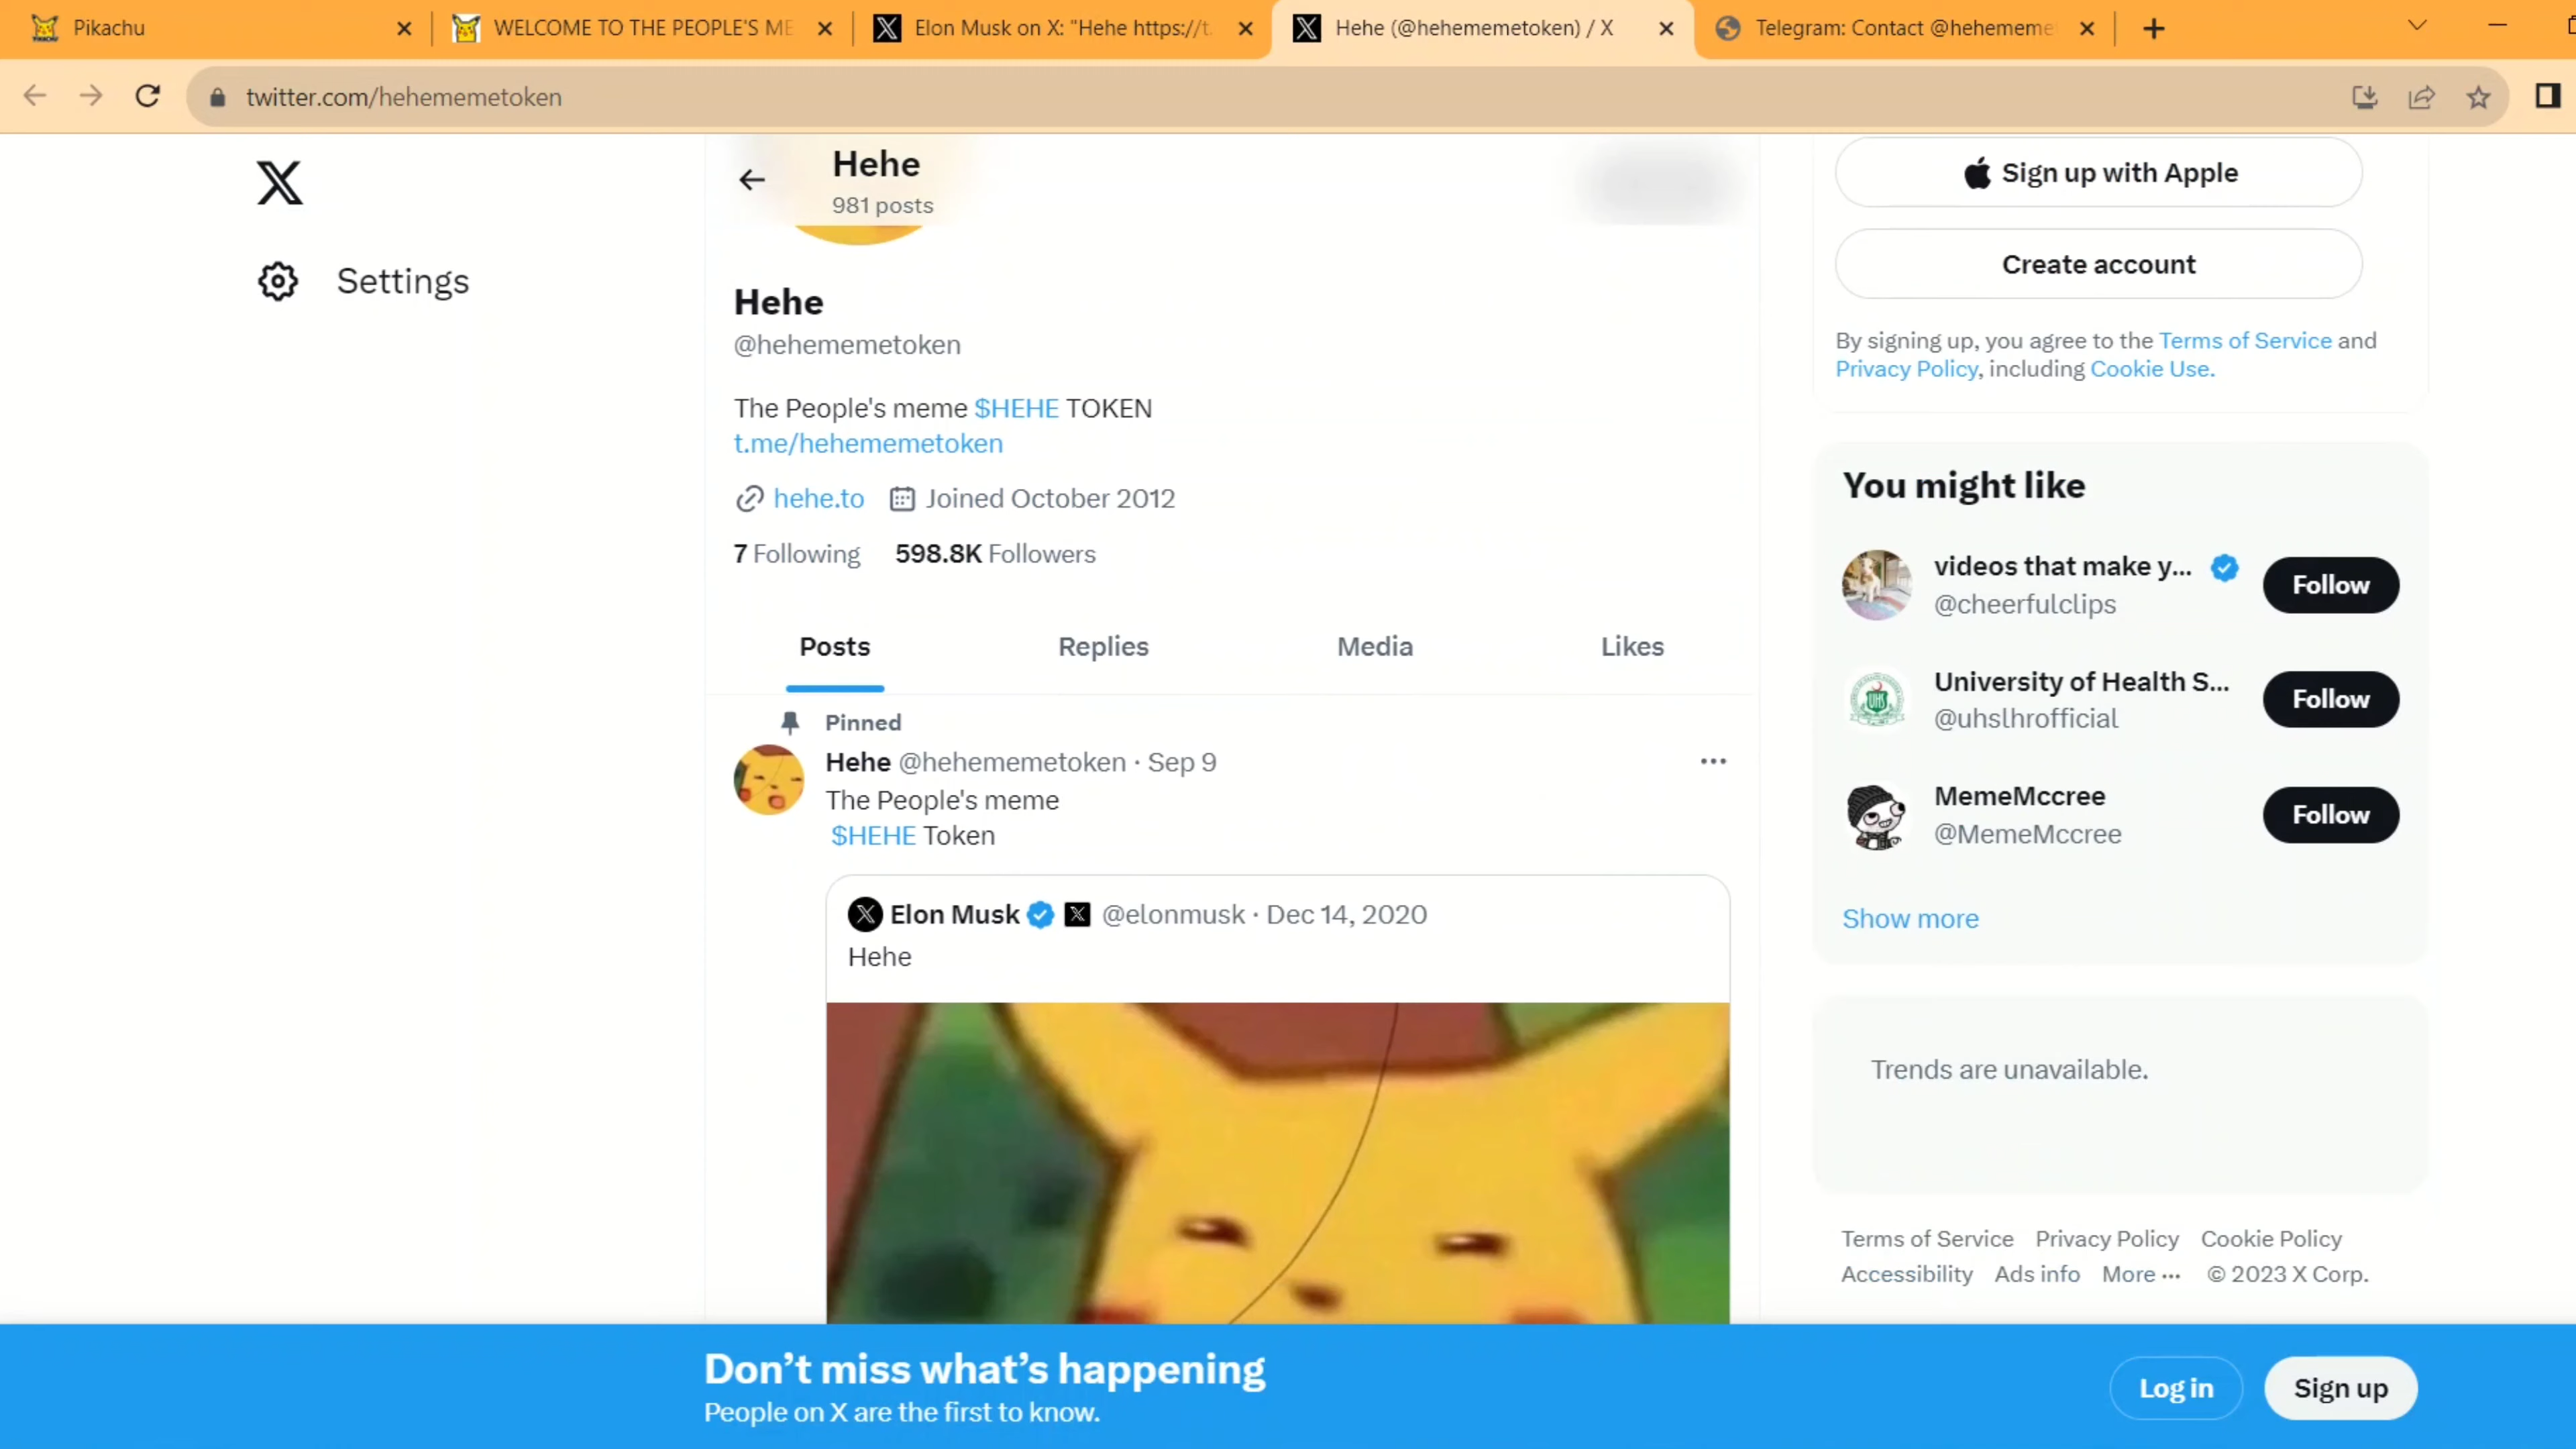 Pikachu
WELCOME TO THE PEOPLE'S ME
Elon Musk on X: "Hehe https://t.
Hehe (@hehememetoken) / X
Telegram: Contact @hehememe
twitter.com/hehememetoken
Settings
Hehe
981 posts
Hehe
@hehememetoken
The People's meme $HEHE TOKEN
t.me/hehememetoken
hehe.to Joined October 2012
7 Following 598.8K Followers
Posts Replies Media Likes
Pinned
Hehe @hehememetoken · Sep 9
The People's meme
$HEHE Token
Elon Musk @elonmusk · Dec 14, 2020
Hehe
Sign up with Apple
Create account
By signing up, you agree to the Terms of Service and
Privacy Policy, including Cookie Use.
You might like
videos that make y...
@cheerfulclips
Follow
University of Health S...
@uhslhrofficial
Follow
MemeMccree
@MemeMccree
Follow
Show more
Trends are unavailable.
Terms of Service Privacy Policy Cookie Policy
Accessibility Ads info More ··· © 2023 X Corp.
Don't miss what's happening
People on X are the first to know.
Log in
Sign up